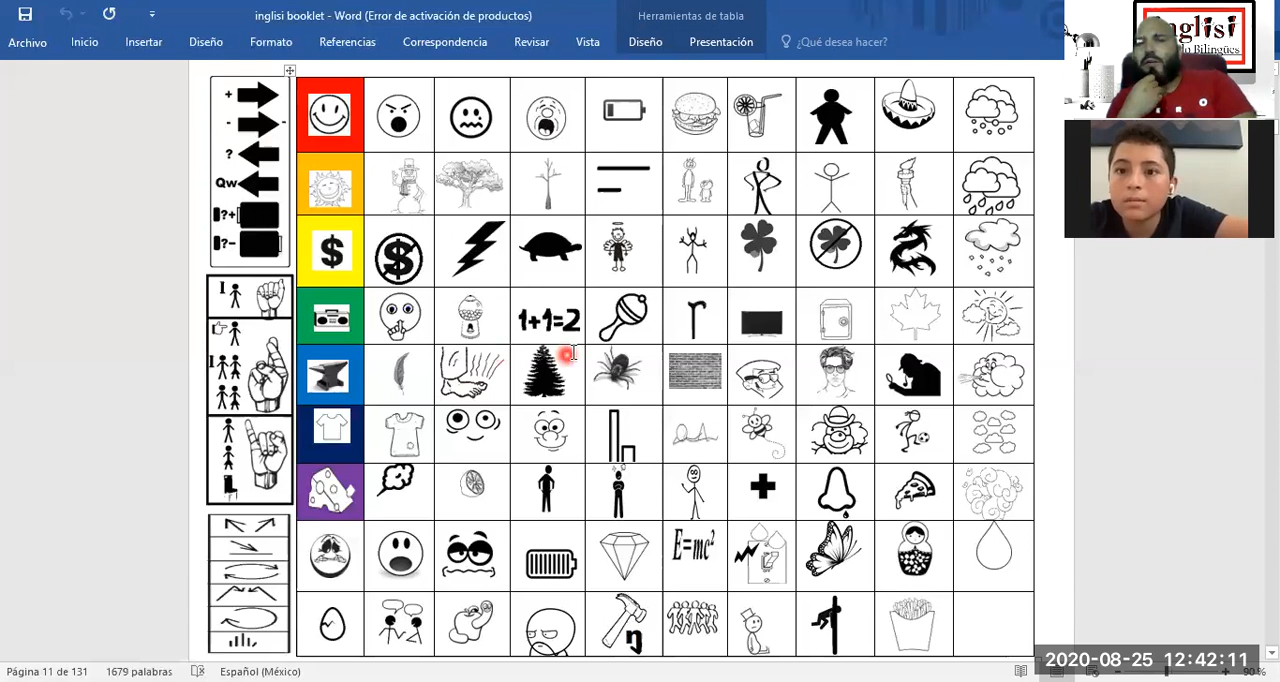 inglisi booklet - Word (Error de activación de productos)
Herramientas de tabla
Archivo Inicio Insertar Diseño Formato Referencias Correspondencia Revisar Vista Diseño Presentación ¿Qué desea hacer?
inglisi
Bilingües
+
-
-
?
Qw
?+
?-
I
I
$
$
1+1=2
r
E=mc²
Página 11 de 131 1679 palabras Español (México)
2020-08-25 12:42:11
90 %